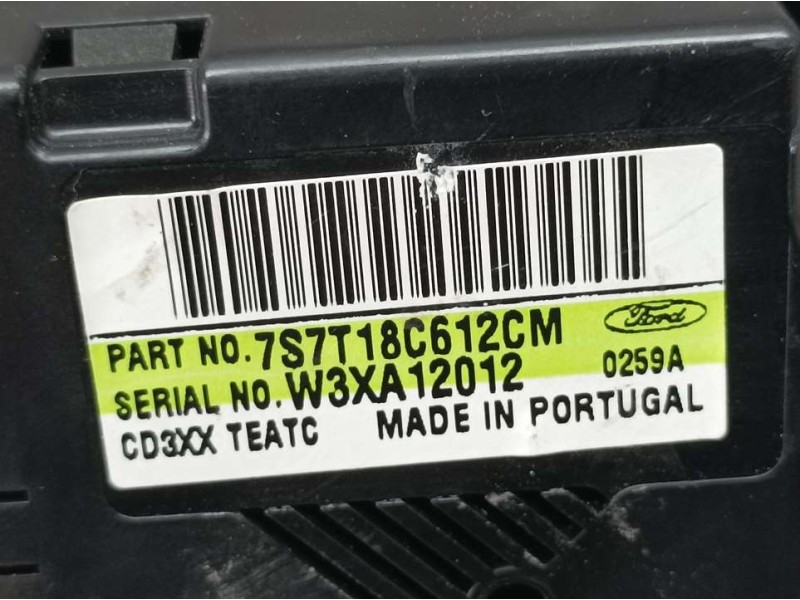 PART NO. 7S7T18C612CM
Ford
SERIAL NO. W3XA12012
0259A
CD3XX TEATC MADE IN PORTUGAL